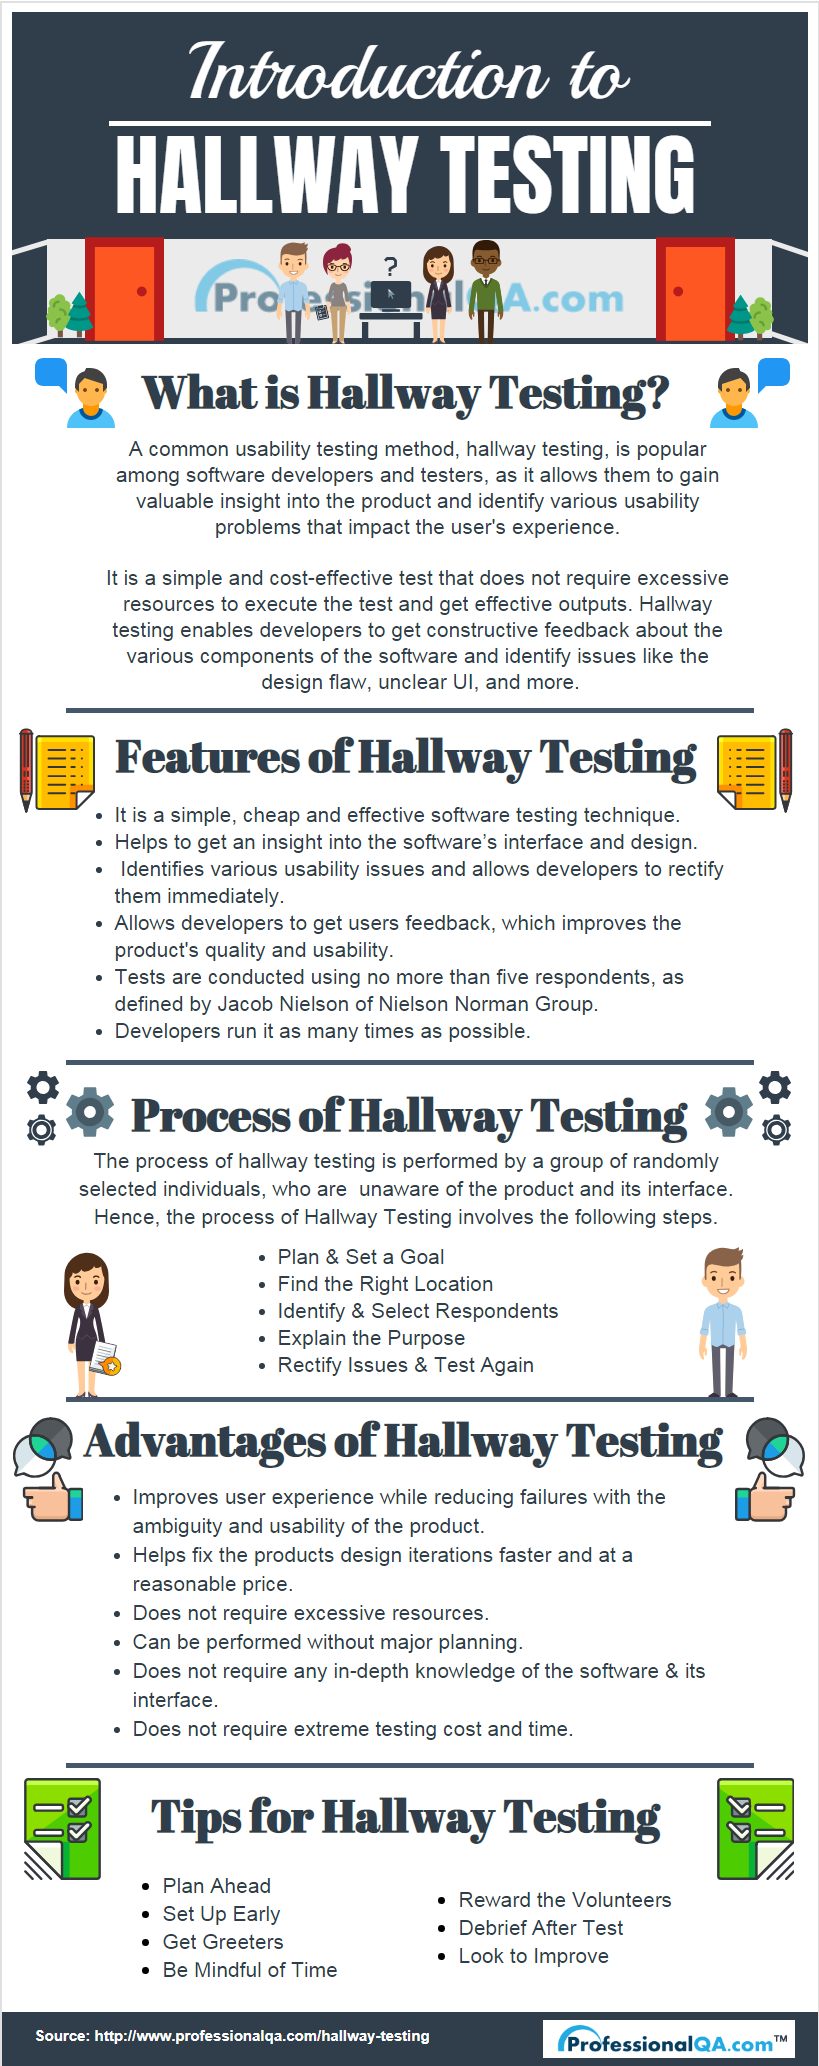 Introduction to
HALLWAY TESTING
?
ProfessionalQA.com
What is Hallway Testing?
A common usability testing method, hallway testing, is popular
among software developers and testers, as it allows them to gain
valuable insight into the product and identify various usability
problems that impact the user's experience.
It is a simple and cost-effective test that does not require excessive
resources to execute the test and get effective outputs. Hallway
testing enables developers to get constructive feedback about the
various components of the software and identify issues like the
design flaw, unclear UI, and more.
Features of Hallway Testing
• It is a simple, cheap and effective software testing technique.
• Helps to get an insight into the software’s interface and design.
• Identifies various usability issues and allows developers to rectify
them immediately.
• Allows developers to get users feedback, which improves the
product's quality and usability.
• Tests are conducted using no more than five respondents, as
defined by Jacob Nielson of Nielson Norman Group.
• Developers run it as many times as possible.
Process of Hallway Testing
The process of hallway testing is performed by a group of randomly
selected individuals, who are unaware of the product and its interface.
Hence, the process of Hallway Testing involves the following steps.
• Plan & Set a Goal
• Find the Right Location
• Identify & Select Respondents
• Explain the Purpose
• Rectify Issues & Test Again
Advantages of Hallway Testing
• Improves user experience while reducing failures with the
ambiguity and usability of the product.
• Helps fix the products design iterations faster and at a
reasonable price.
• Does not require excessive resources.
• Can be performed without major planning.
• Does not require any in-depth knowledge of the software & its
interface.
• Does not require extreme testing cost and time.
Tips for Hallway Testing
• Plan Ahead
• Set Up Early
• Get Greeters
• Be Mindful of Time
• Reward the Volunteers
• Debrief After Test
• Look to Improve
Source: http://www.professionalqa.com/hallway-testing
ProfessionalQA.com™